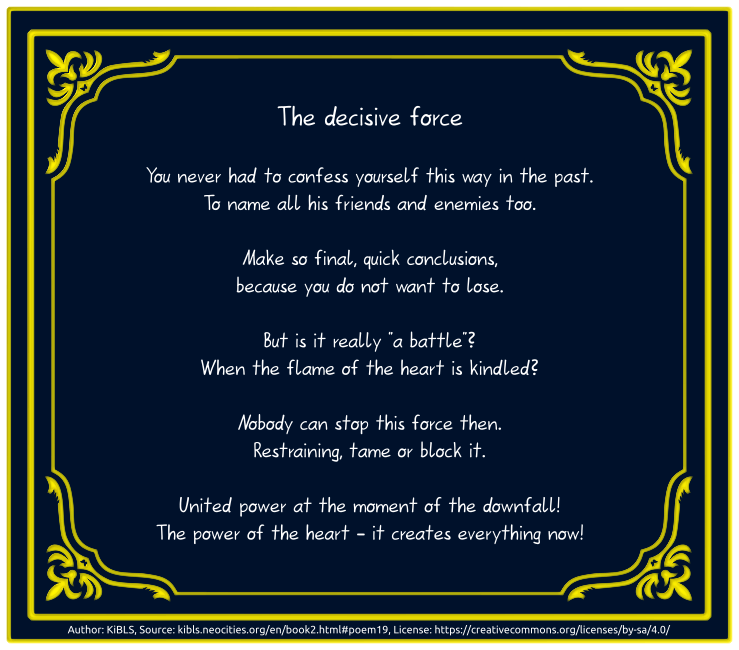 The decisive force
You never had to confess yourself this way in the past.
To name all his friends and enemies too.
Make so final, quick conclusions,
because you do not want to lose.
But is it really "a battle"?
When the flame of the heart is kindled?
Nobody can stop this force then.
Restraining, tame or block it.
United power at the moment of the downfall!
The power of the heart - it creates everything now!
Author: KiBLS, Source: kibls.neocities.org/en/book2.html#poem19, License: https://creativecommons.org/licenses/by-sa/4.0/